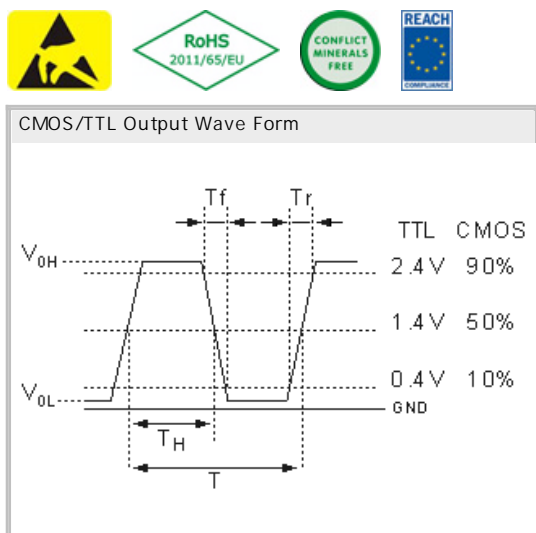 RoHS
2011/65/EU
CONFLICT
MINERALS
FREE
REACH
COMPLIANCE
CMOS/TTL Output Wave Form
Tf Tr
TTL CMOS
V0H 2.4V 90%
1.4V 50%
V0L 0.4V 10%
GND
TH
T